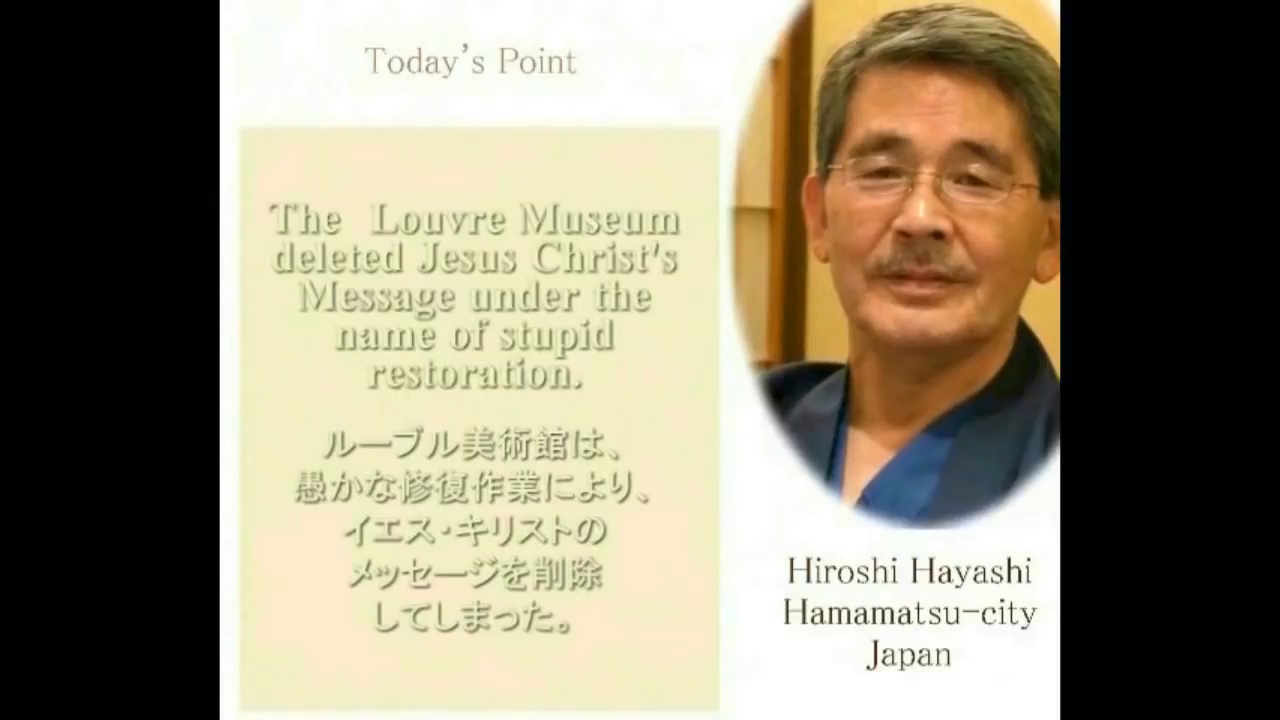 Today's Point
The Louvre Museum
deleted Jesus Christ's
Message under the
name of stupid
restoration.
ルーブル美術館は、
愚かな修復作業により、
イエス・キリストの
メッセージを削除
してしまった。
Hiroshi Hayashi
Hamamatsu-city
Japan